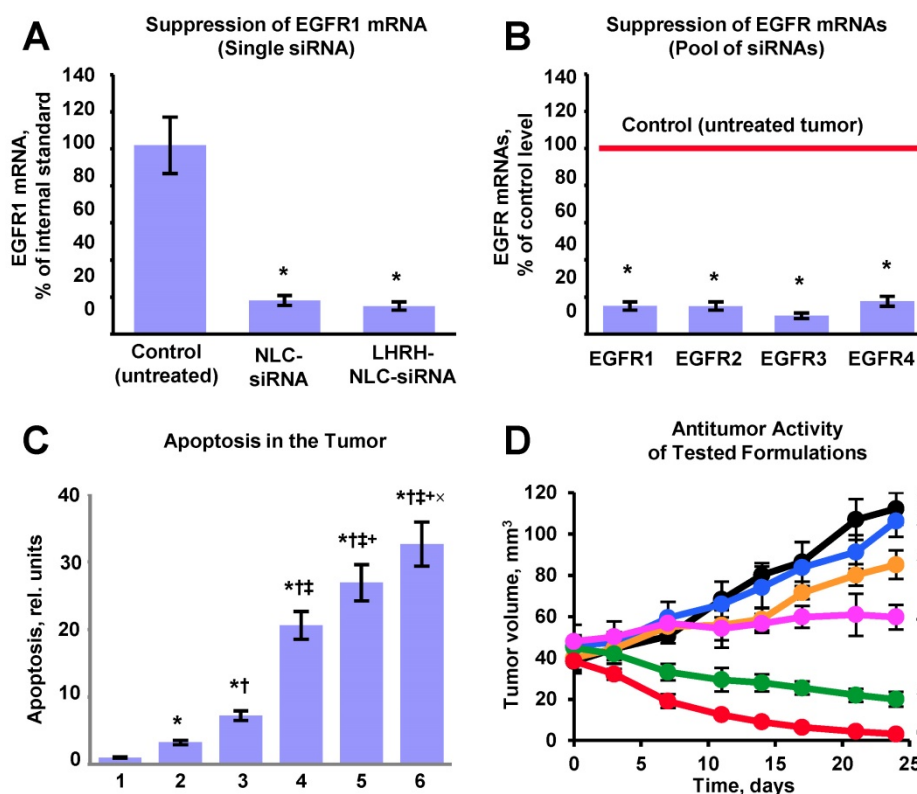 A
Suppression of EGFR1 mRNA
(Single siRNA)
EGFR1 mRNA,
% of internal standard
140
120
100
80
60
40
20
0
*
*
Control
(untreated)
NLC-
siRNA
LHRH-
NLC-siRNA
B
Suppression of EGFR mRNAs
(Pool of siRNAs)
EGFR mRNAs,
% of control level
140
120
100
80
60
40
20
0
Control (untreated tumor)
*
*
*
*
EGFR1 EGFR2 EGFR3 EGFR4
C
Apoptosis in the Tumor
Apoptosis, rel. units
40
30
20
10
0
*
*†
*†‡
*†‡+
*†‡+×
1 2 3 4 5 6
D
Antitumor Activity
of Tested Formulations
Tumor volume, mm³
120
100
80
60
40
20
0
0 5 10 15 20 25
Time, days